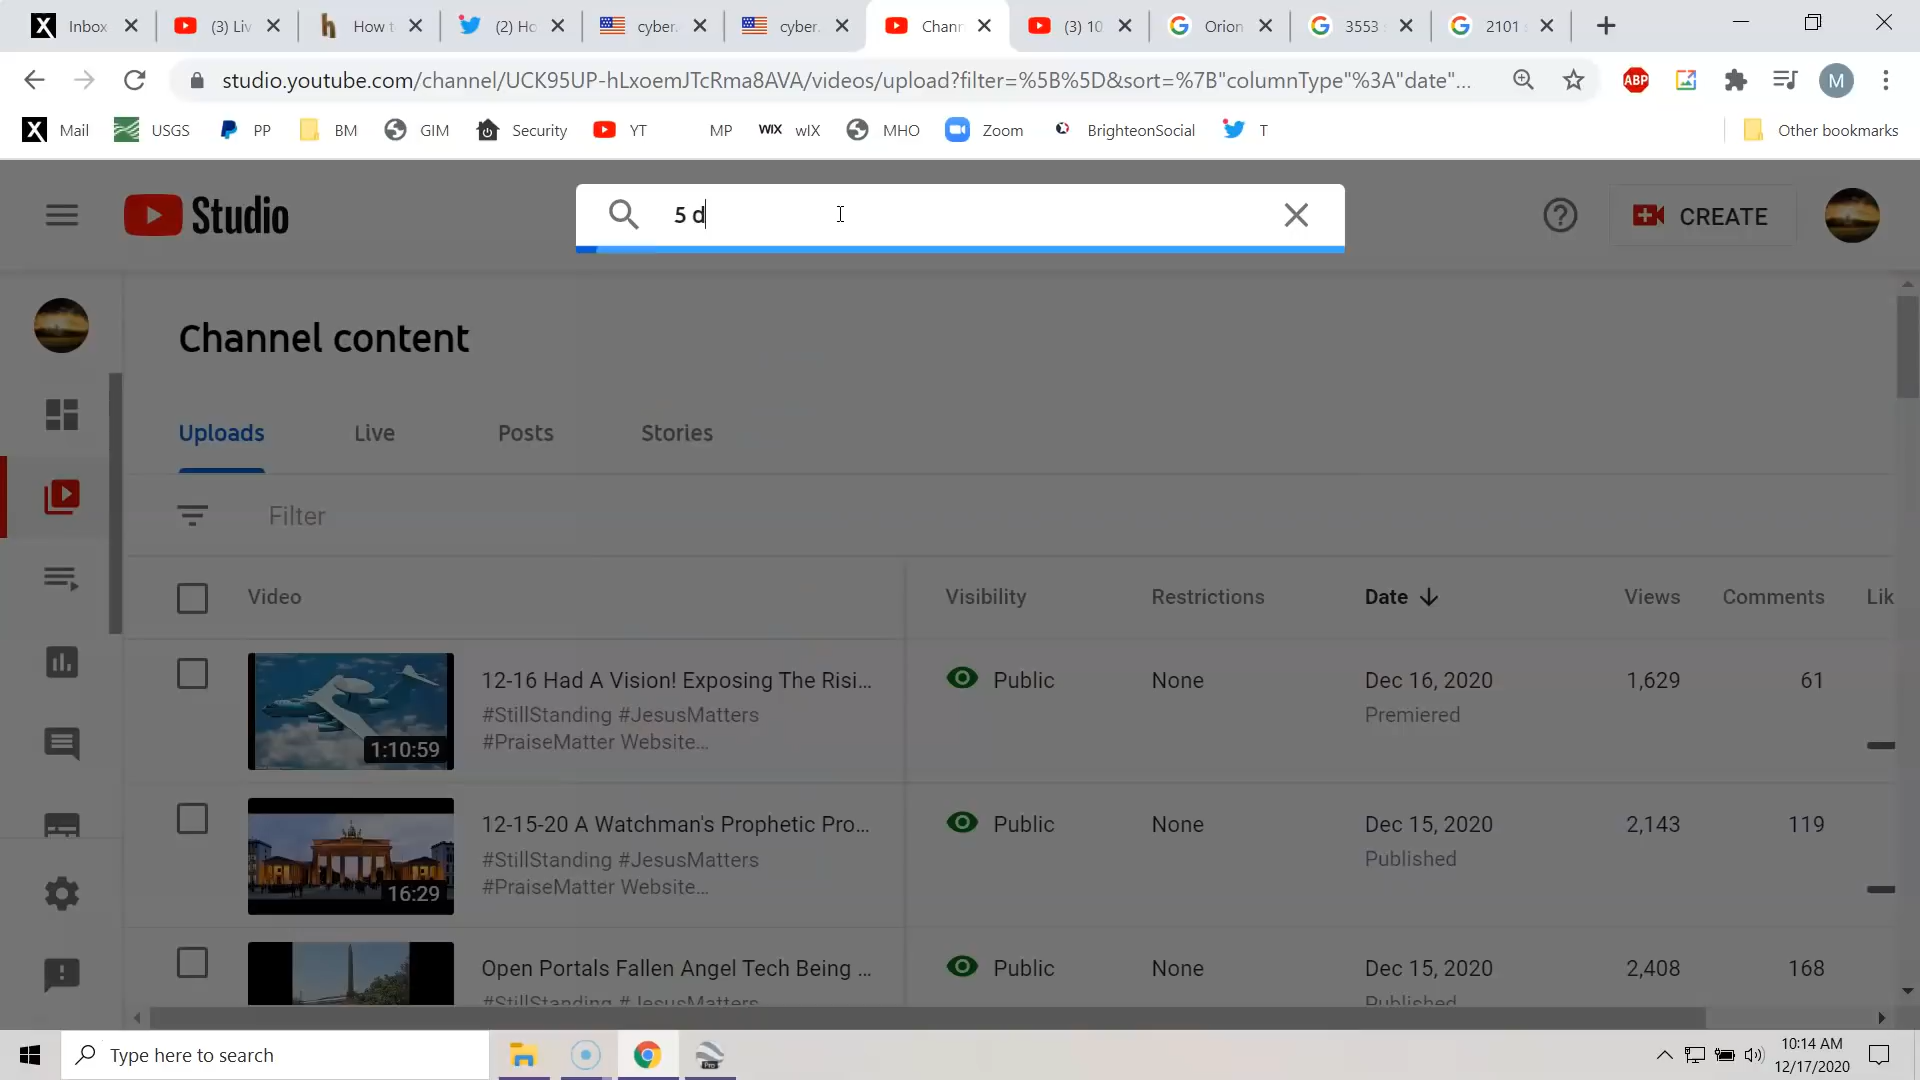 X Inbox
(3) Liv
h How t
(2) Ho
cyber.
cyber.
Chann
(3) 10
Orion
3553
2101
studio.youtube.com/channel/UCK95UP-hLxoemJTcRma8AVA/videos/upload?filter=%5B%5D&sort=%7B"columnType"%3A"date"...
ABP
M
X Mail
USGS
PP
BM
GIM
Security
YT
MP
WIX wIX
MHO
Zoom
BrighteonSocial
T
Other bookmarks
Studio
5 d
CREATE
Channel content
Uploads
Live
Posts
Stories
Filter
Video
Visibility
Restrictions
Date
Views
Comments
Lik
1:10:59
12-16 Had A Vision! Exposing The Risi...
#StillStanding #JesusMatters
#PraiseMatter Website...
Public
None
Dec 16, 2020
Premiered
1,629
61
16:29
12-15-20 A Watchman's Prophetic Pro...
#StillStanding #JesusMatters
#PraiseMatter Website...
Public
None
Dec 15, 2020
Published
2,143
119
Open Portals Fallen Angel Tech Being ...
#StillStanding #JesusMatters
Public
None
Dec 15, 2020
Published
2,408
168
Type here to search
10:14 AM
12/17/2020